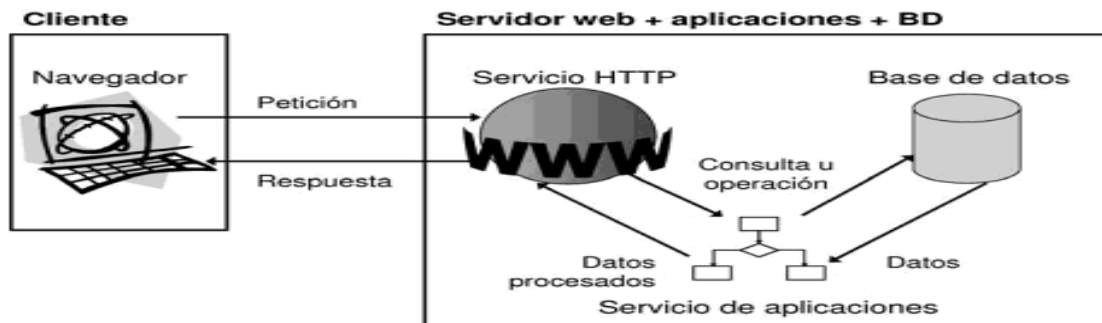 Cliente
Servidor web + aplicaciones + BD
Navegador
Servicio HTTP
Base de datos
Petición
WWW
Respuesta
Consulta u
operación
Datos
procesados
Datos
Servicio de aplicaciones